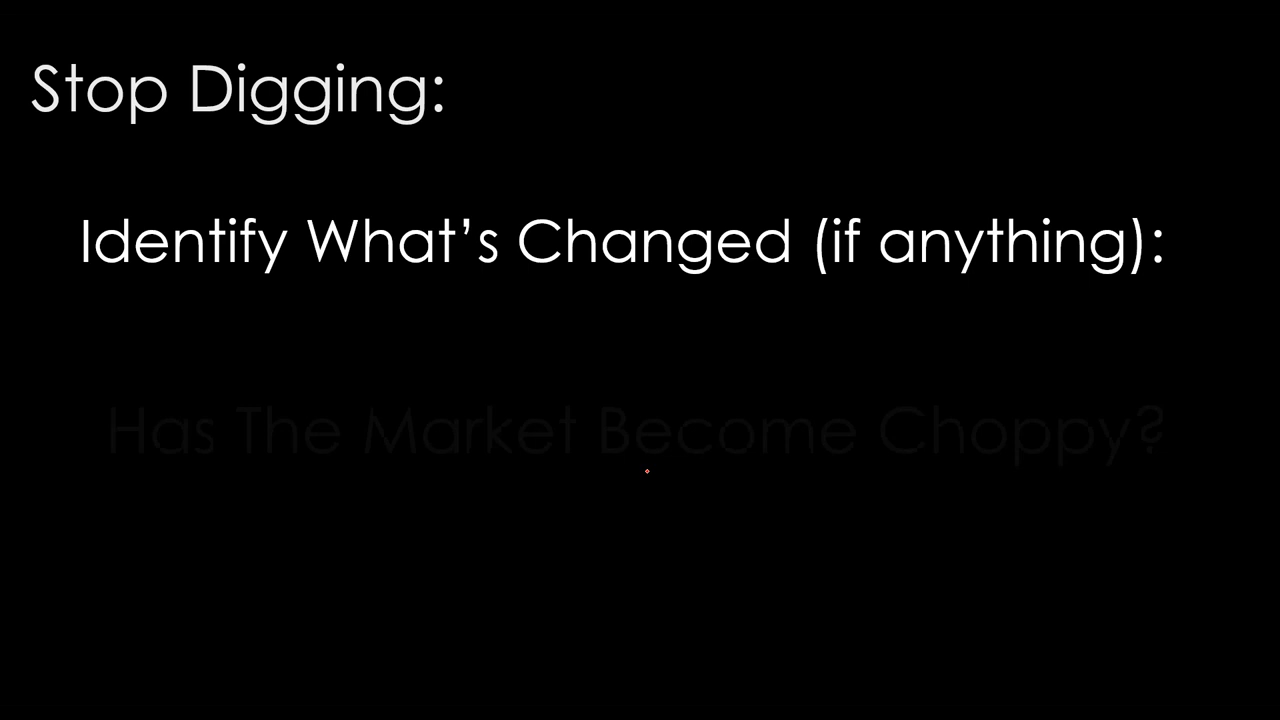 Stop Digging:
Identify What’s Changed (if anything):
Has The Market Become Choppy?